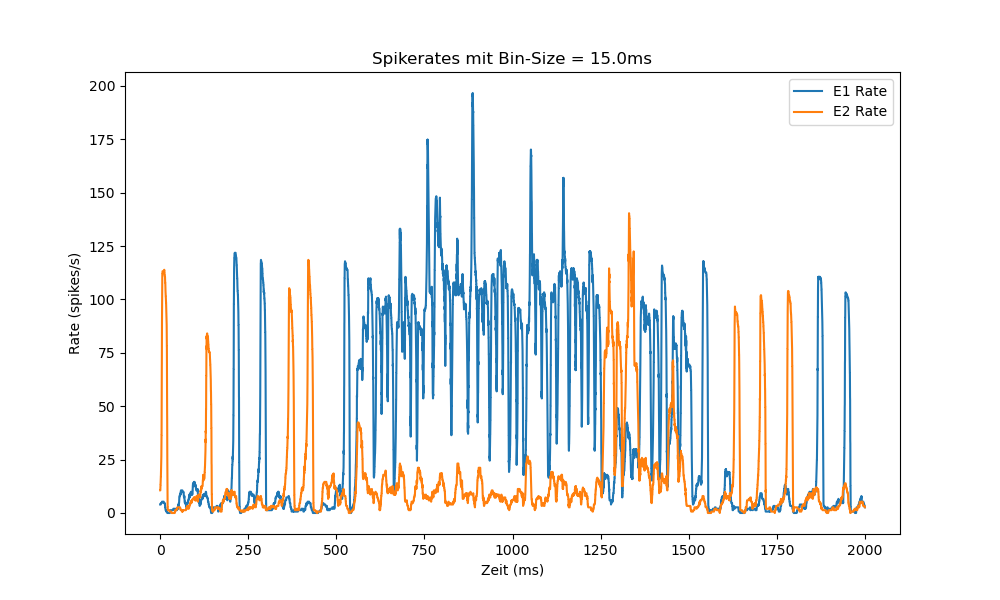 Spikerates mit Bin-Size = 15.0ms
E1 Rate
E2 Rate
Rate (spikes/s)
200
175
150
125
100
75
50
25
0
0 250 500 750 1000 1250 1500 1750 2000
Zeit (ms)